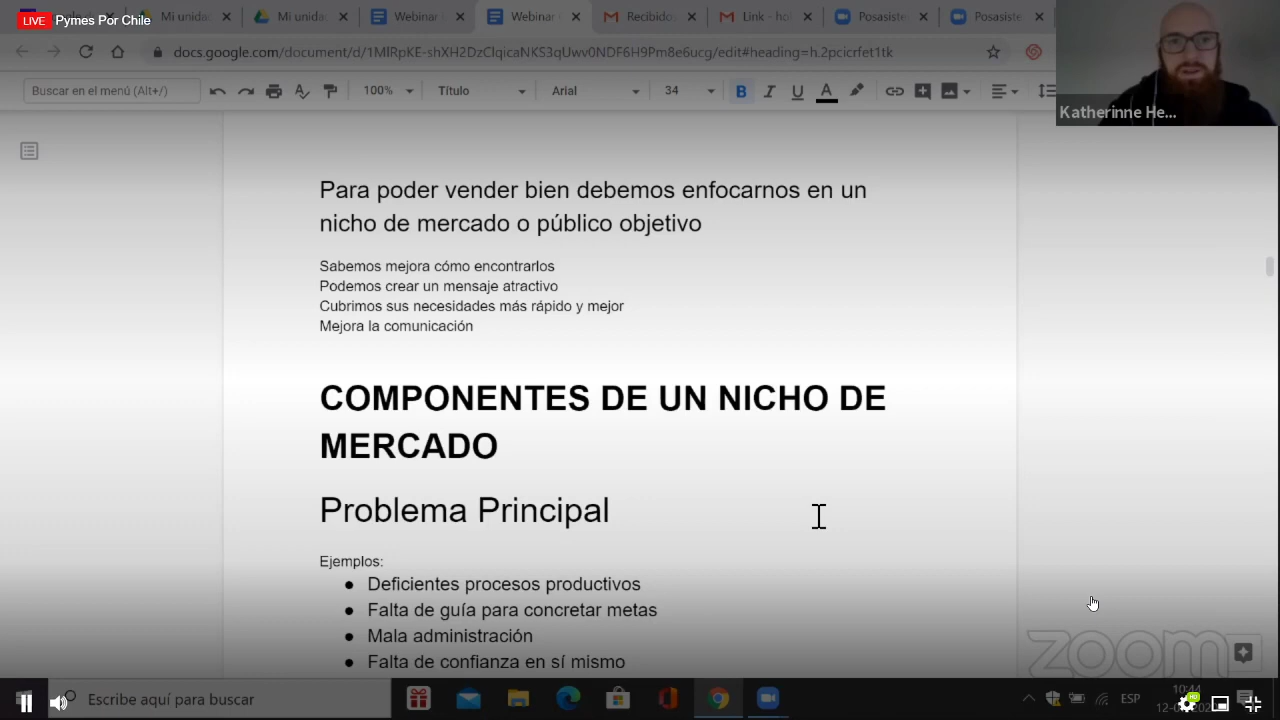 LIVE Pymes Por Chile
Mi unida
Mi unida
Webinar
Webinar
Recibidos
Link - ho
Posasiste
Posasiste
docs.google.com/document/d/1MlRpKE-shXH2DzClqicaNKS3qUwv0NDF6H9Pm8e6ucg/edit#heading=h.2pcicrfet1tk
Buscar en el menú (Alt+/)
100%
Título
Arial
34
B I U A
Katherinne He...
Para poder vender bien debemos enfocarnos en un
nicho de mercado o público objetivo
Sabemos mejora cómo encontrarlos
Podemos crear un mensaje atractivo
Cubrimos sus necesidades más rápido y mejor
Mejora la comunicación
COMPONENTES DE UN NICHO DE
MERCADO
Problema Principal
Ejemplos:
● Deficientes procesos productivos
● Falta de guía para concretar metas
● Mala administración
● Falta de confianza en sí mismo
zoom
Escribe aquí para buscar
ESP
10:44
HD